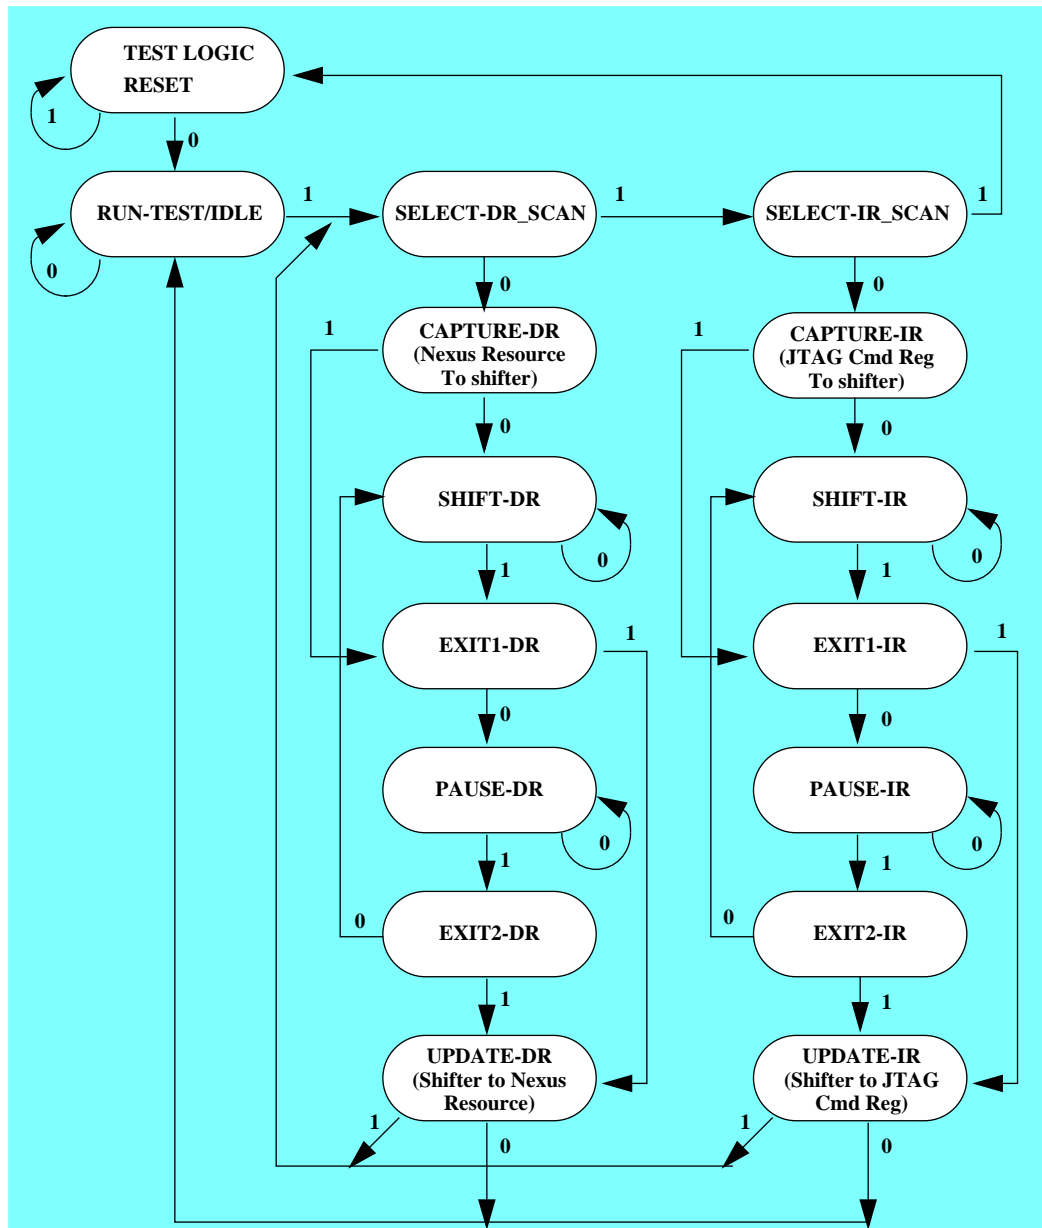 TEST LOGIC
RESET
1
0
RUN-TEST/IDLE
1
SELECT-DR_SCAN
1
SELECT-IR_SCAN
1
0
0
0
1
CAPTURE-DR
(Nexus Resource
To shifter)
1
CAPTURE-IR
(JTAG Cmd Reg
To shifter)
0
0
SHIFT-DR
0
SHIFT-IR
0
1
1
EXIT1-DR
1
EXIT1-IR
1
0
0
PAUSE-DR
0
PAUSE-IR
0
1
1
0
EXIT2-DR
0
EXIT2-IR
1
1
UPDATE-DR
(Shifter to Nexus
Resource)
UPDATE-IR
(Shifter to JTAG
Cmd Reg)
1
0
1
0